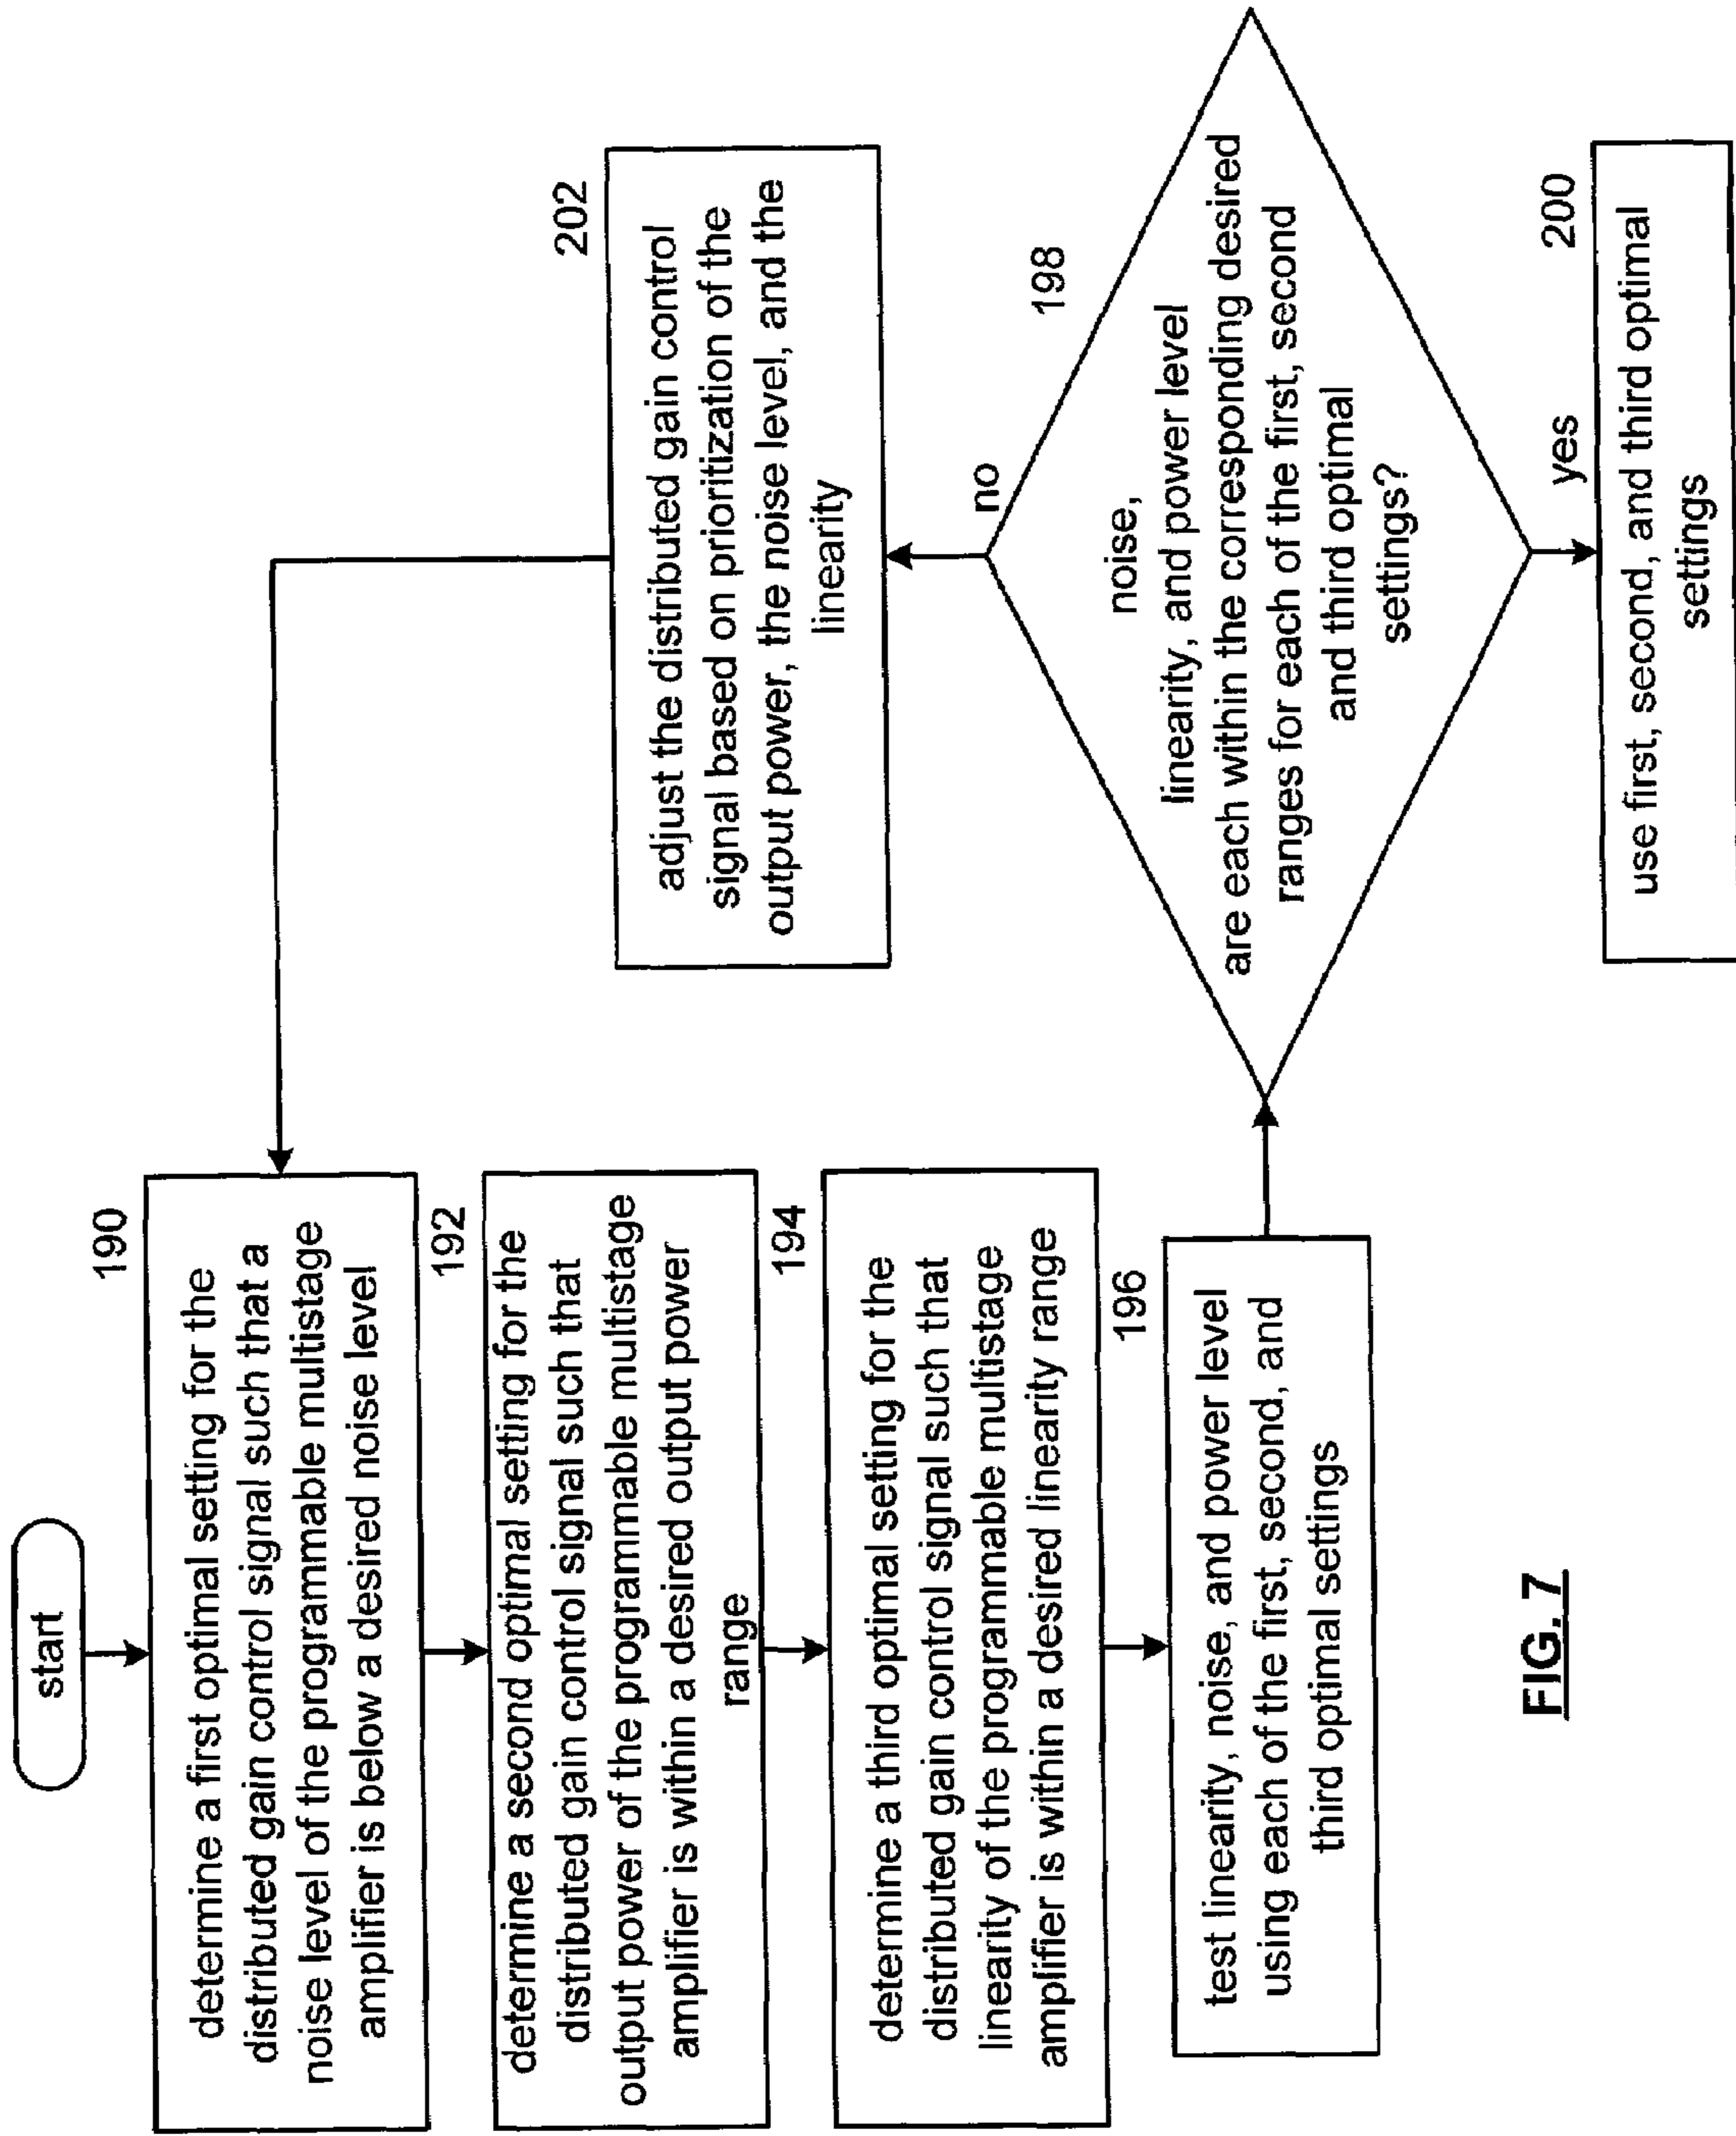 start
190
determine a first optimal setting for the
distributed gain control signal such that a
noise level of the programmable multistage
amplifier is below a desired noise level
192
determine a second optimal setting for the
distributed gain control signal such that
output power of the programmable multistage
amplifier is within a desired output power
range
194
determine a third optimal setting for the
distributed gain control signal such that
linearity of the programmable multistage
amplifier is within a desired linearity range
196
test linearity, noise, and power level
using each of the first, second, and
third optimal settings
202
adjust the distributed gain control
signal based on prioritization of the
output power, the noise level, and the
linearity
no
198
noise,
linearity, and power level
are each within the corresponding desired
ranges for each of the first, second
and third optimal
settings?
yes
200
use first, second, and third optimal
settings
FIG. 7